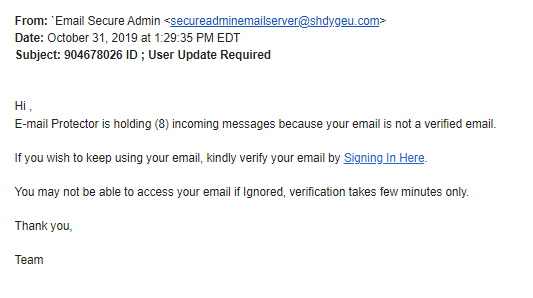 From: `Email Secure Admin <secureadminemailserver@shdygeu.com>
Date: October 31, 2019 at 1:29:35 PM EDT
Subject: 904678026 ID ; User Update Required
Hi ,
E-mail Protector is holding (8) incoming messages because your email is not a verified email.
If you wish to keep using your email, kindly verify your email by Signing In Here.
You may not be able to access your email if Ignored, verification takes few minutes only.
Thank you,
Team